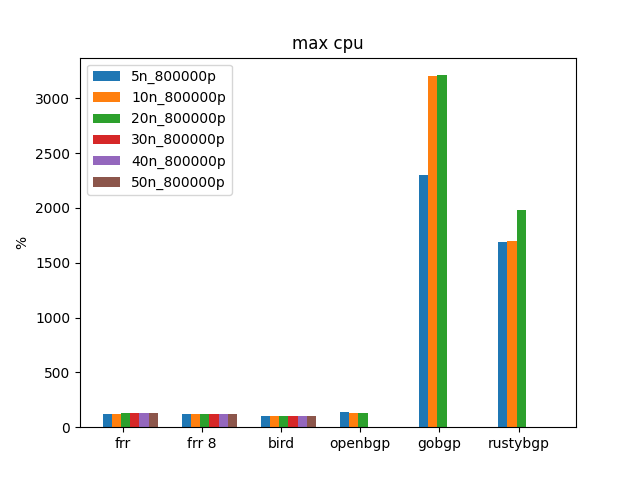 max cpu
5n_800000p
10n_800000p
20n_800000p
30n_800000p
40n_800000p
50n_800000p
%
3000
2500
2000
1500
1000
500
0
frr frr 8 bird openbgp gobgp rustybgp